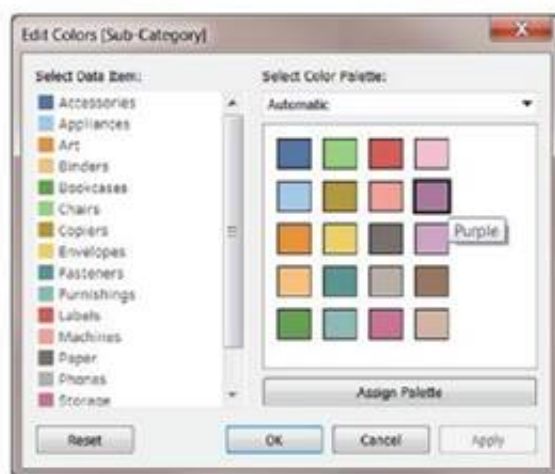 Edit Colors [Sub-Category]
Select Data Item:
Select Color Palette:
Accessories
Appliances
Art
Binders
Bookcases
Chairs
Copiers
Envelopes
Fasteners
Furnishings
Labels
Machines
Paper
Phones
Storage
Automatic
Purple
Assign Palette
Reset
OK
Cancel
Apply